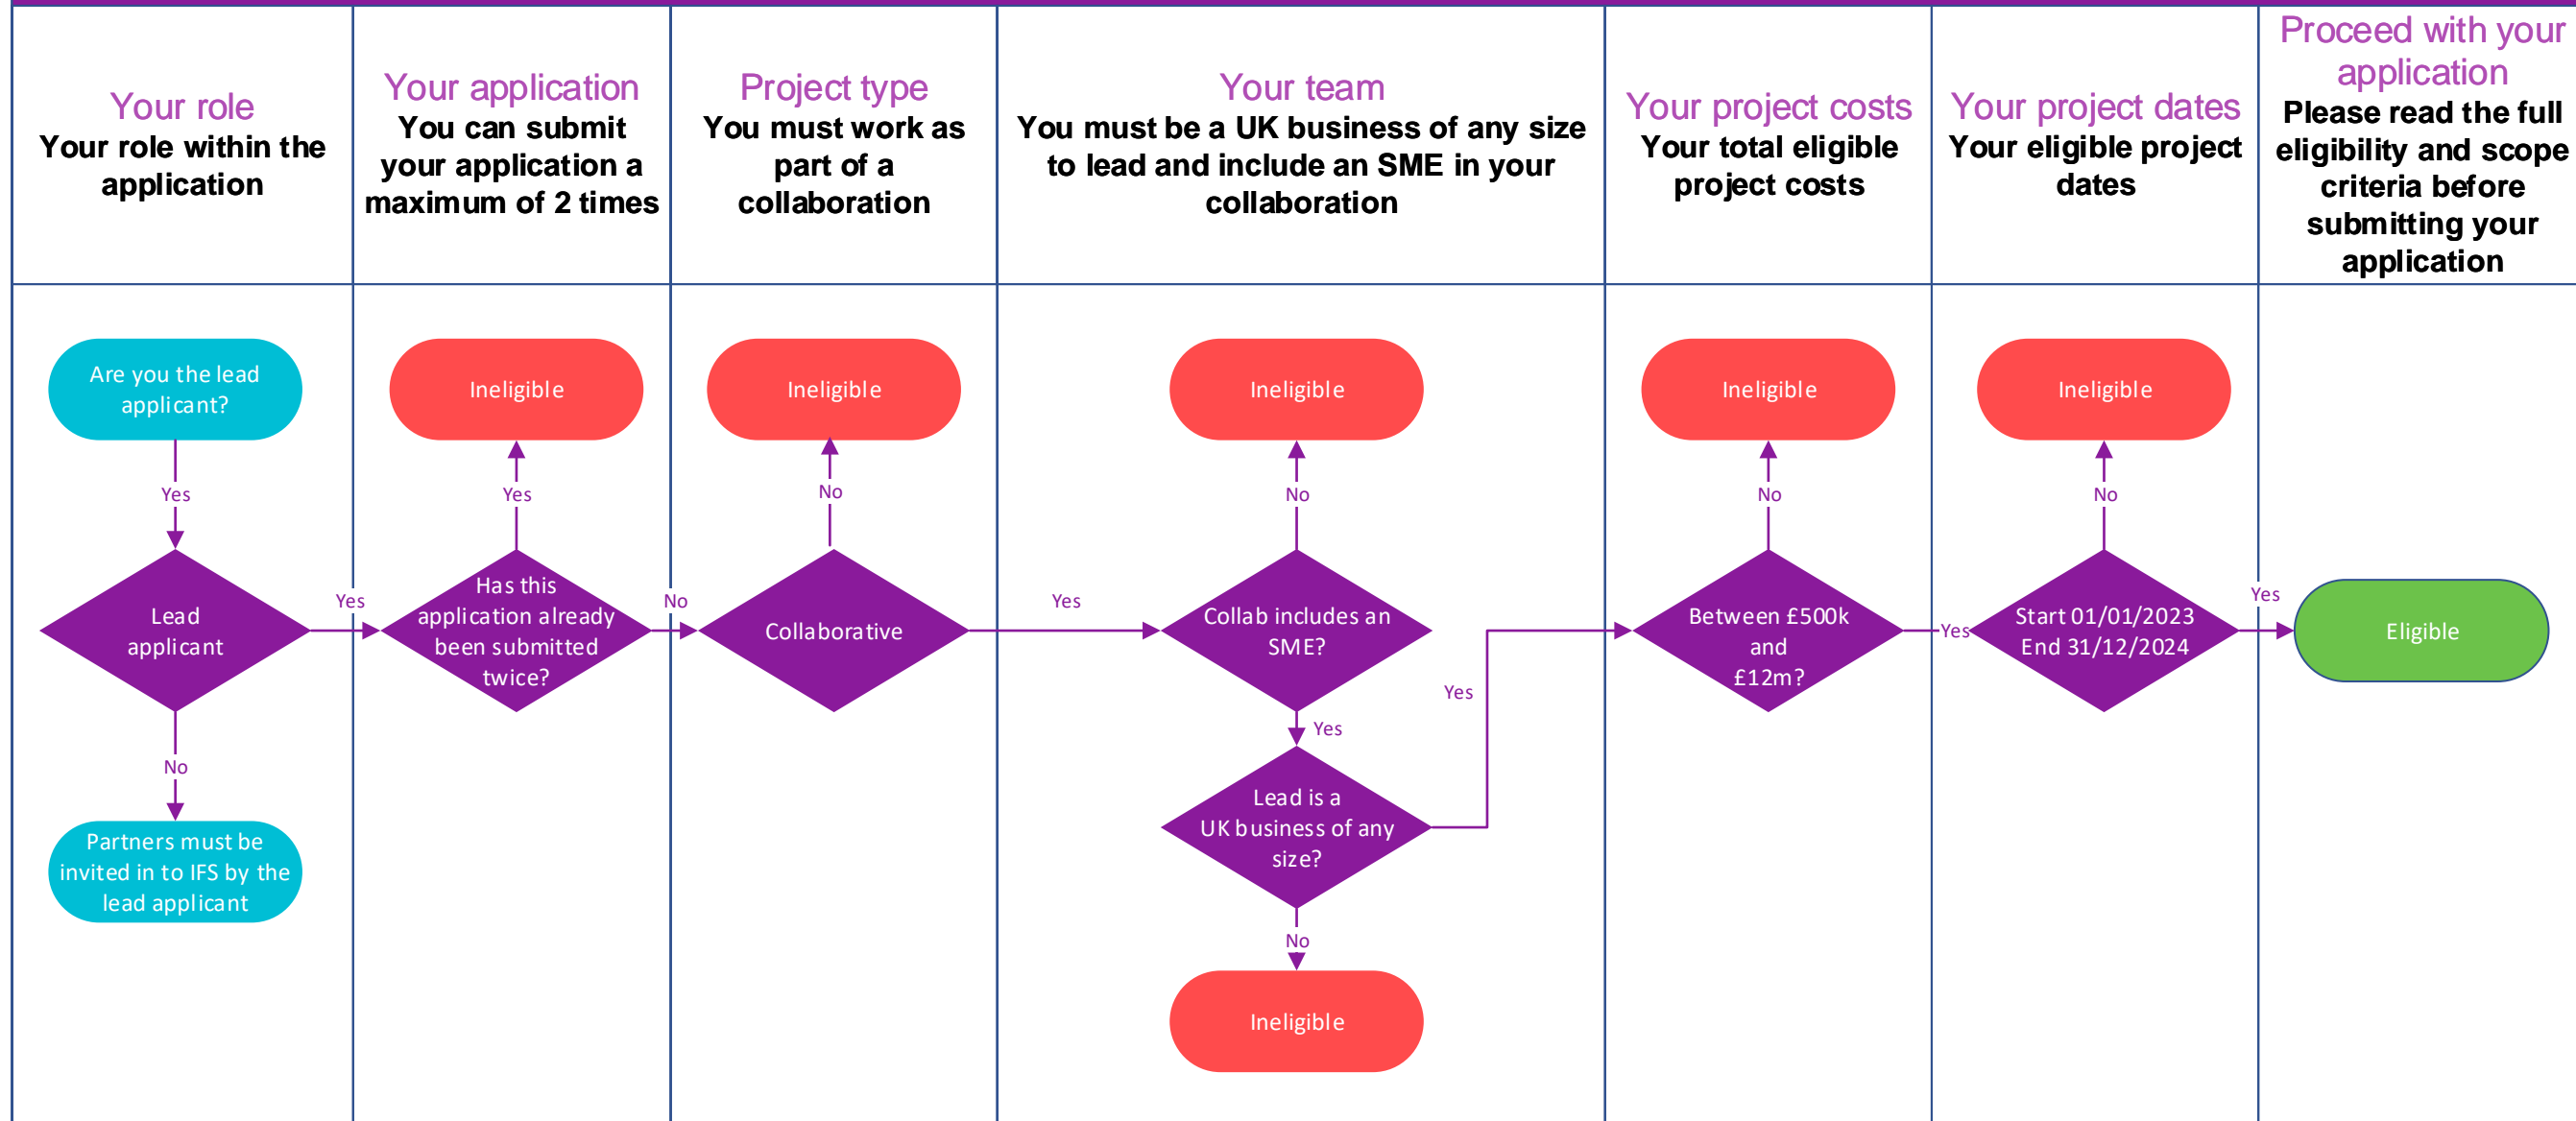 Your role
Your role within the
application
Your application
You can submit
your application a
maximum of 2 times
Project type
You must work as
part of a
collaboration
Your team
You must be a UK business of any size
to lead and include an SME in your
collaboration
Your project costs
Your total eligible
project costs
Your project dates
Your eligible project
dates
Proceed with your
application
Please read the full
eligibility and scope
criteria before
submitting your
application
Are you the lead
applicant?
Yes
Lead
applicant
No
Partners must be
invited in to IFS by the
lead applicant
Yes
Ineligible
Yes
Has this
application already
been submitted
twice?
No
Ineligible
No
Collaborative
Yes
Ineligible
No
Collab includes an
SME?
Yes
Lead is a
UK business of any
size?
No
Ineligible
Yes
Ineligible
No
Between £500k
and
£12m?
Yes
Ineligible
No
Start 01/01/2023
End 31/12/2024
Yes
Eligible